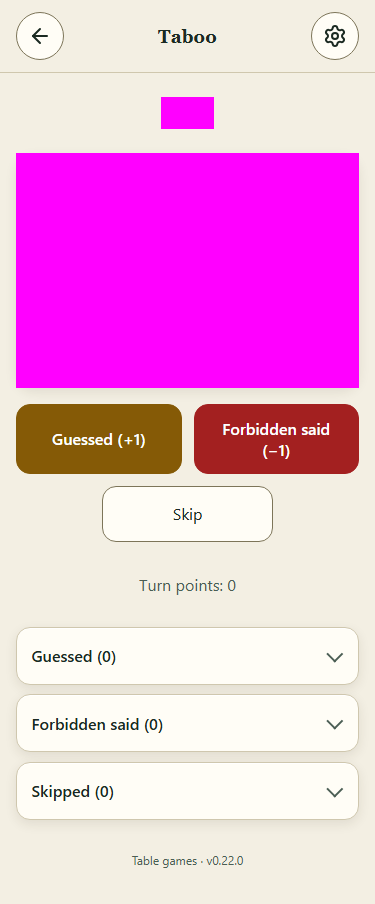 Taboo
Guessed (+1)
Forbidden said
(−1)
Skip
Turn points: 0
Guessed (0)
Forbidden said (0)
Skipped (0)
Table games · v0.22.0